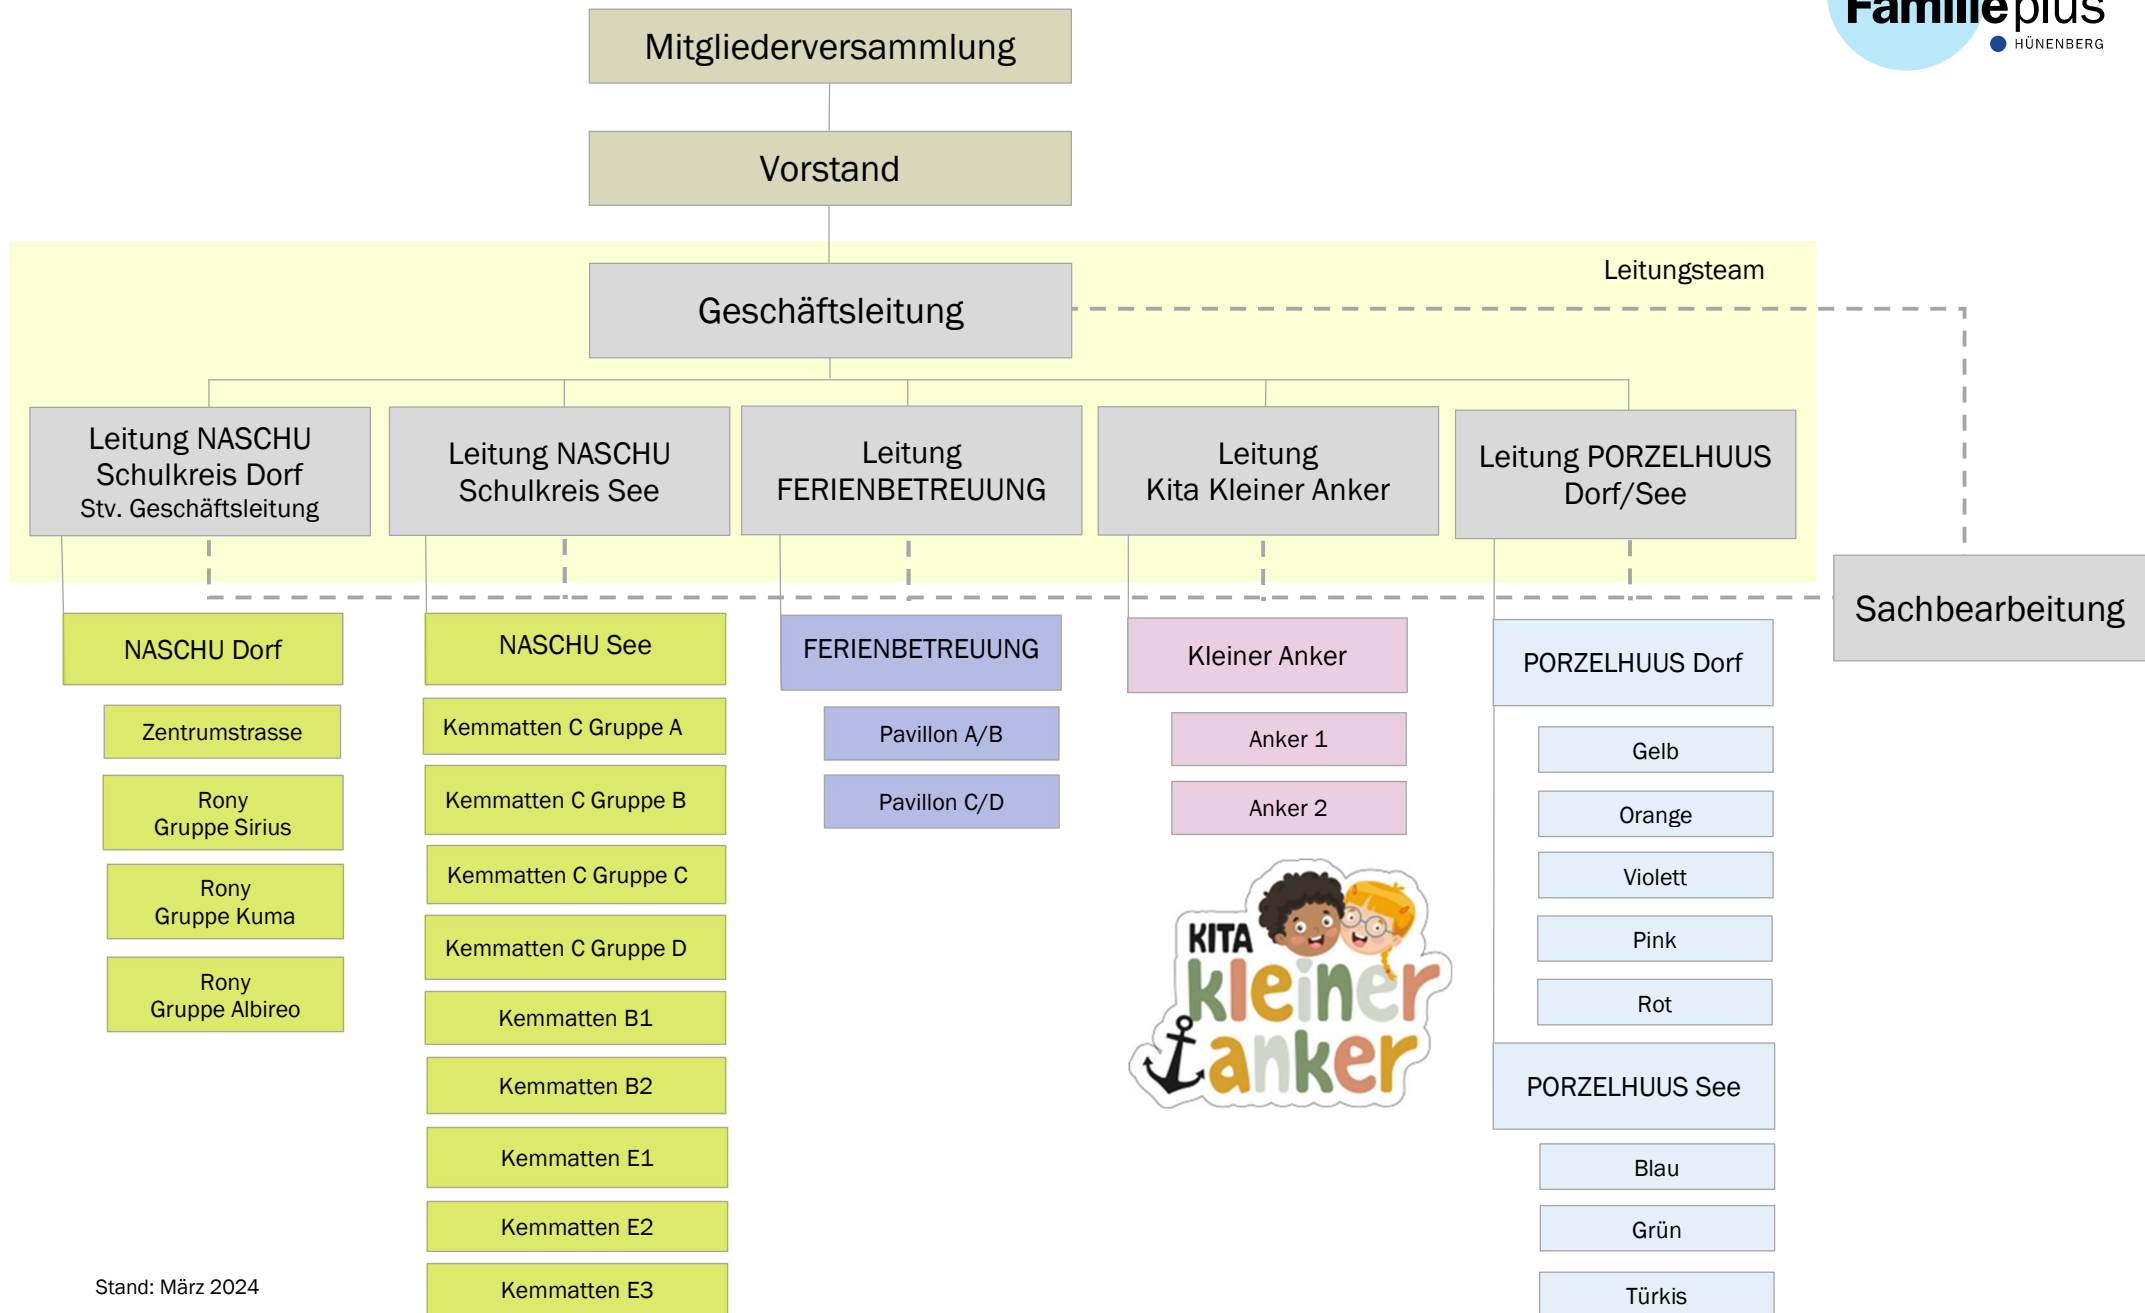 Familieplus
HÜNENBERG
Mitgliederversammlung
Vorstand
Leitungsteam
Geschäftsleitung
Leitung NASCHU
Schulkreis Dorf
Stv. Geschäftsleitung
Leitung NASCHU
Schulkreis See
Leitung
FERIENBETREUUNG
Leitung
Kita Kleiner Anker
Leitung PORZELHUUS
Dorf/See
Sachbearbeitung
NASCHU Dorf
Zentrumstrasse
Rony
Gruppe Sirius
Rony
Gruppe Kuma
Rony
Gruppe Albireo
NASCHU See
Kemmatten C Gruppe A
Kemmatten C Gruppe B
Kemmatten C Gruppe C
Kemmatten C Gruppe D
Kemmatten B1
Kemmatten B2
Kemmatten E1
Kemmatten E2
Kemmatten E3
FERIENBETREUUNG
Pavillon A/B
Pavillon C/D
Kleiner Anker
Anker 1
Anker 2
KITA
kleiner
anker
PORZELHUUS Dorf
Gelb
Orange
Violett
Pink
Rot
PORZELHUUS See
Blau
Grün
Türkis
Stand: März 2024